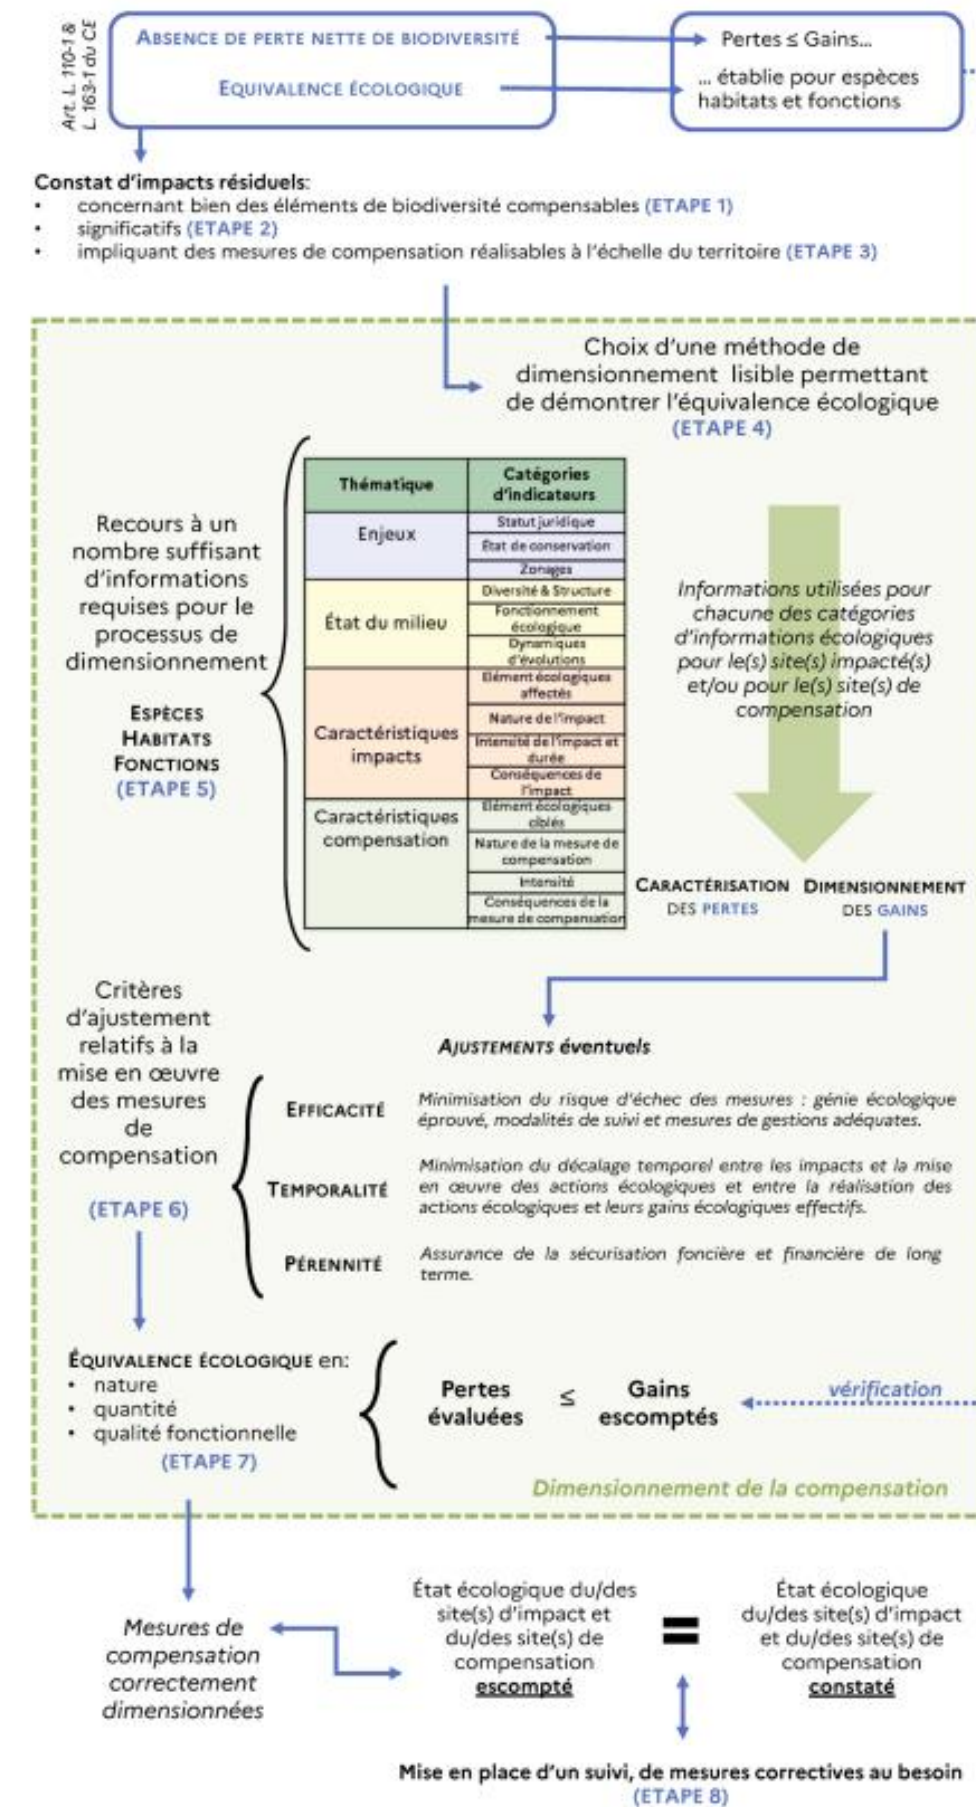 Art. L. 110-1 &
L. 163-1 du CE
ABSENCE DE PERTE NETTE DE BIODIVERSITÉ
EQUIVALENCE ÉCOLOGIQUE
Pertes ≤ Gains...
... établie pour espèces
habitats et fonctions
Constat d'impacts résiduels:
• concernant bien des éléments de biodiversité compensables (ETAPE 1)
• significatifs (ETAPE 2)
• impliquant des mesures de compensation réalisables à l'échelle du territoire (ETAPE 3)
Choix d'une méthode de
dimensionnement lisible permettant
de démontrer l'équivalence écologique
(ETAPE 4)
Recours à un
nombre suffisant
d'informations
requises pour le
processus de
dimensionnement
ESPÈCES
HABITATS
FONCTIONS
(ETAPE 5)
Thématique
Catégories
d'indicateurs
Enjeux
Statut juridique
État de conservation
Zonages
État du milieu
Diversité & Structure
Fonctionnement
écologique
Dynamiques
d'évolutions
Caractéristiques
impacts
Elément écologiques
affectés
Nature de l'impact
Intensité de l'impact et
durée
Conséquences de
l'impact
Caractéristiques
compensation
Elément écologiques
ciblés
Nature de la mesure de
compensation
Intensité
Conséquences de la
mesure de compensation
Informations utilisées pour
chacune des catégories
d'informations écologiques
pour le(s) site(s) impacté(s)
et/ou pour le(s) site(s) de
compensation
CARACTÉRISATION
DES PERTES
DIMENSIONNEMENT
DES GAINS
Critères
d'ajustement
relatifs à la
mise en œuvre
des mesures
de
compensation
(ETAPE 6)
AJUSTEMENTS éventuels
EFFICACITÉ
Minimisation du risque d'échec des mesures : génie écologique
éprouvé, modalités de suivi et mesures de gestions adéquates.
TEMPORALITÉ
Minimisation du décalage temporel entre les impacts et la mise
en œuvre des actions écologiques et entre la réalisation des
actions écologiques et leurs gains écologiques effectifs.
PÉRENNITÉ
Assurance de la sécurisation foncière et financière de long
terme.
ÉQUIVALENCE ÉCOLOGIQUE en:
• nature
• quantité
• qualité fonctionnelle
(ETAPE 7)
Pertes
évaluées
≤
Gains
escomptés
vérification
Dimensionnement de la compensation
Mesures de
compensation
correctement
dimensionnées
État écologique du/des
site(s) d'impact et
du/des site(s) de
compensation
escompté
=
État écologique
du/des site(s) d'impact
et du/des site(s) de
compensation
constaté
Mise en place d'un suivi, de mesures correctives au besoin
(ETAPE 8)